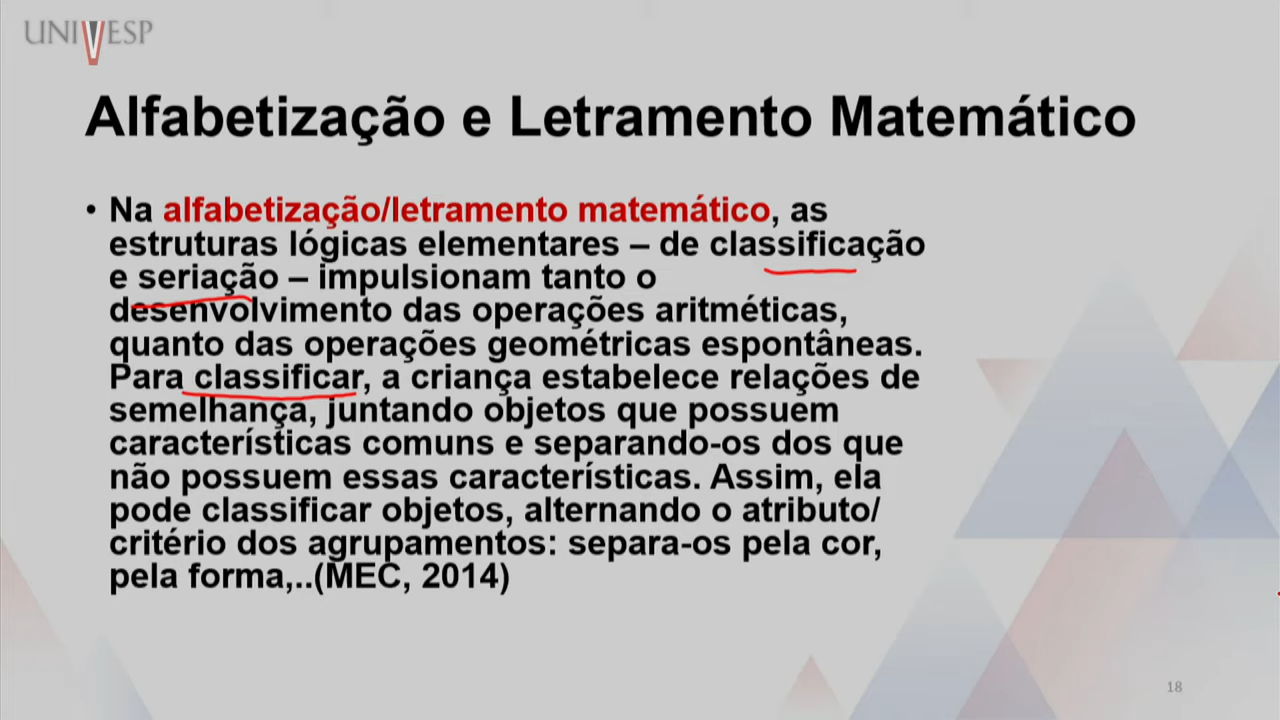 UNIVESP
Alfabetização e Letramento Matemático
• Na alfabetização/letramento matemático, as
estruturas lógicas elementares – de classificação
e seriação – impulsionam tanto o
desenvolvimento das operações aritméticas,
quanto das operações geométricas espontâneas.
Para classificar, a criança estabelece relações de
semelhança, juntando objetos que possuem
características comuns e separando-os dos que
não possuem essas características. Assim, ela
pode classificar objetos, alternando o atributo/
critério dos agrupamentos: separa-os pela cor,
pela forma,..(MEC, 2014)
18